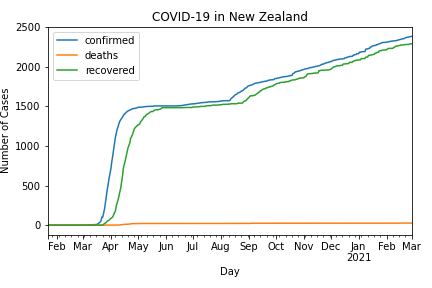 COVID-19 in New Zealand
confirmed
deaths
recovered
Number of Cases
2500
2000
1500
1000
500
0
Feb Mar Apr May Jun Jul Aug Sep Oct Nov Dec Jan Feb Mar
2021
Day